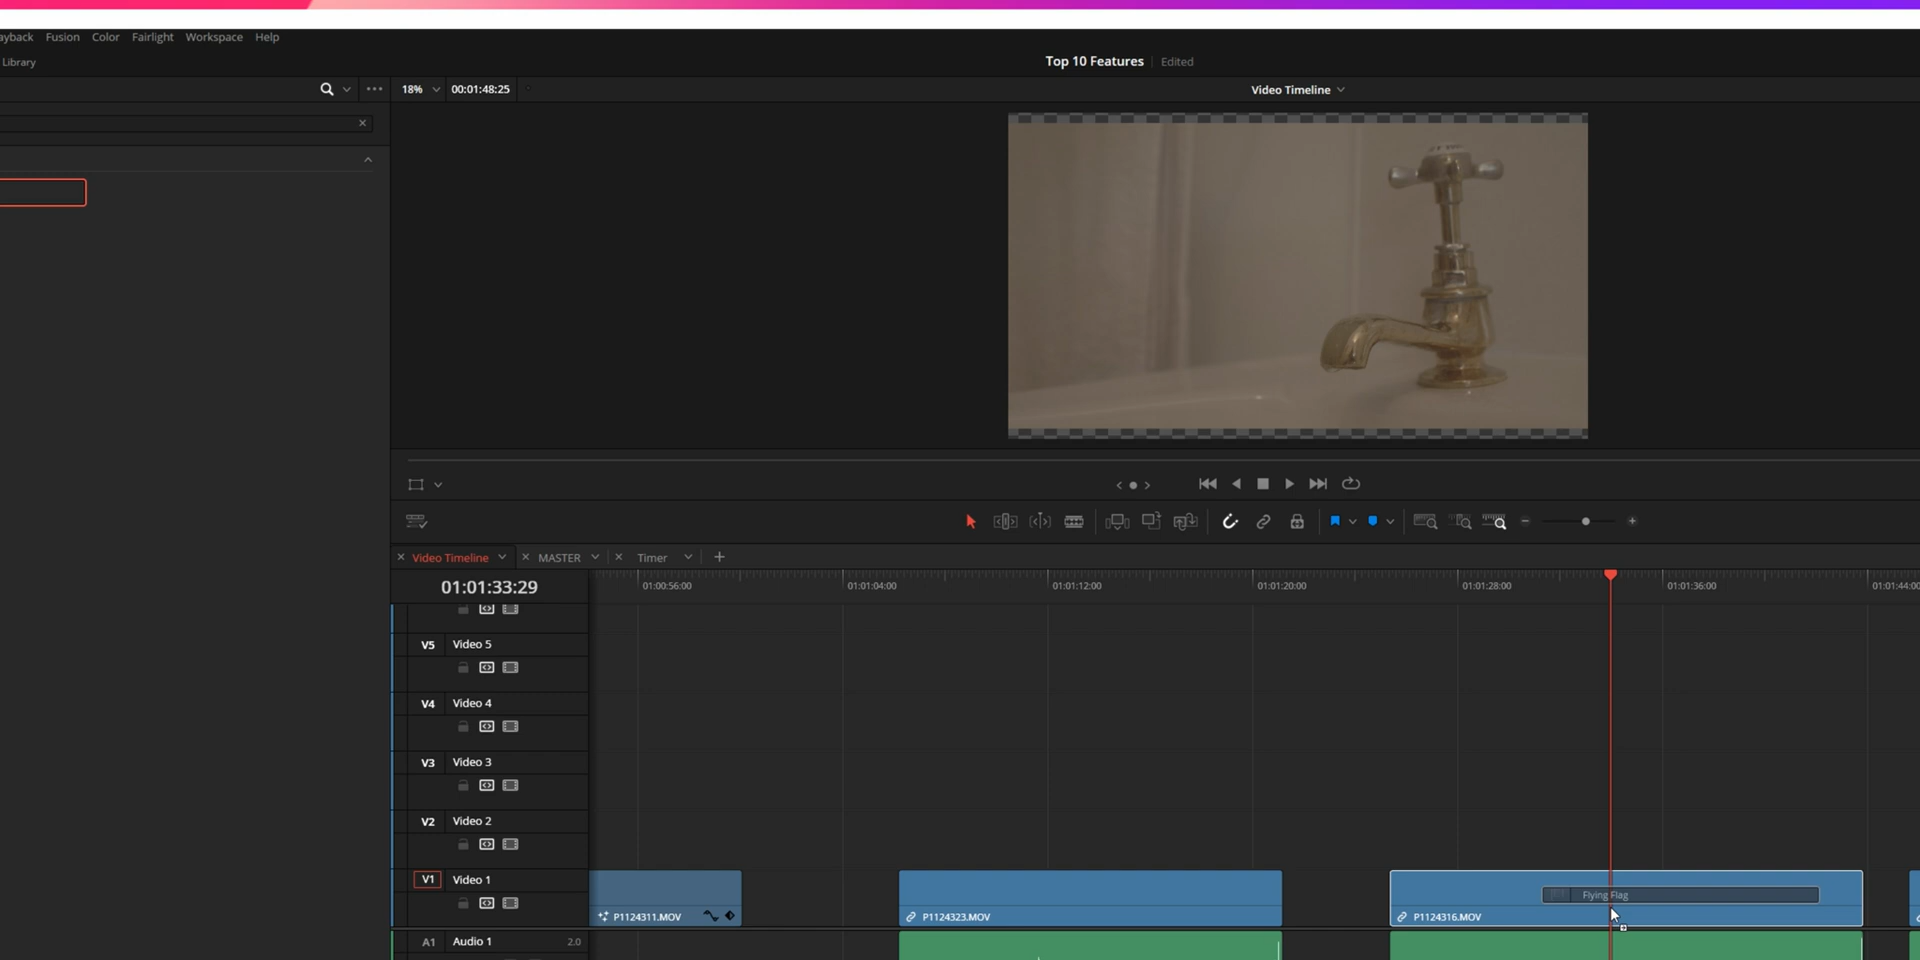 ayback Fusion Color Fairlight Workspace Help
Library
Top 10 Features Edited
18% 00:01:48:25
Video Timeline
Video Timeline MASTER Timer
01:01:33:29
01:00:56:00 01:01:04:00 01:01:12:00 01:01:20:00 01:01:28:00 01:01:36:00 01:01:44:00
V5 Video 5
V4 Video 4
V3 Video 3
V2 Video 2
V1 Video 1
Flying Flag
P1124311.MOV P1124323.MOV P1124316.MOV
A1 Audio 1 2.0